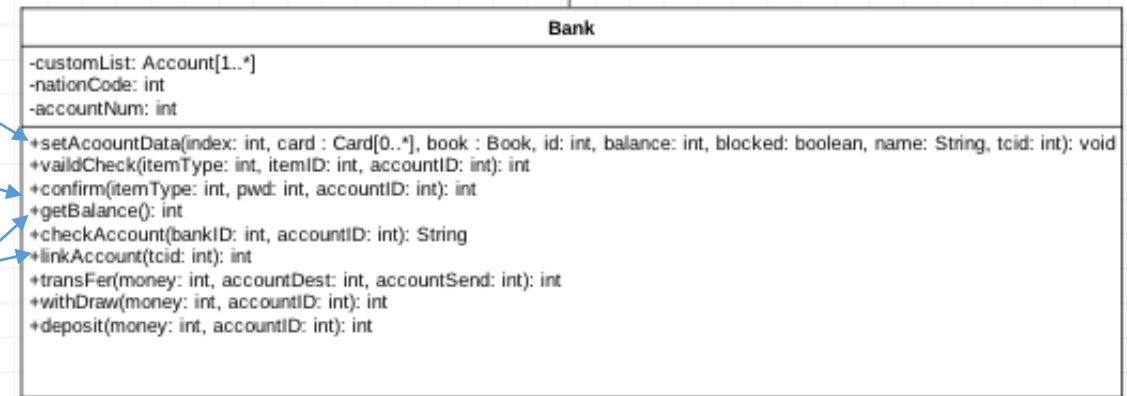 Bank
-customList: Account[1..*]
-nationCode: int
-accountNum: int
+setAcoountData(index: int, card : Card[0..*], book : Book, id: int, balance: int, blocked: boolean, name: String, tcid: int): void
+vaildCheck(itemType: int, itemID: int, accountID: int): int
+confirm(itemType: int, pwd: int, accountID: int): int
+getBalance(): int
+checkAccount(bankID: int, accountID: int): String
+linkAccount(tcid: int): int
+transFer(money: int, accountDest: int, accountSend: int): int
+withDraw(money: int, accountID: int): int
+deposit(money: int, accountID: int): int